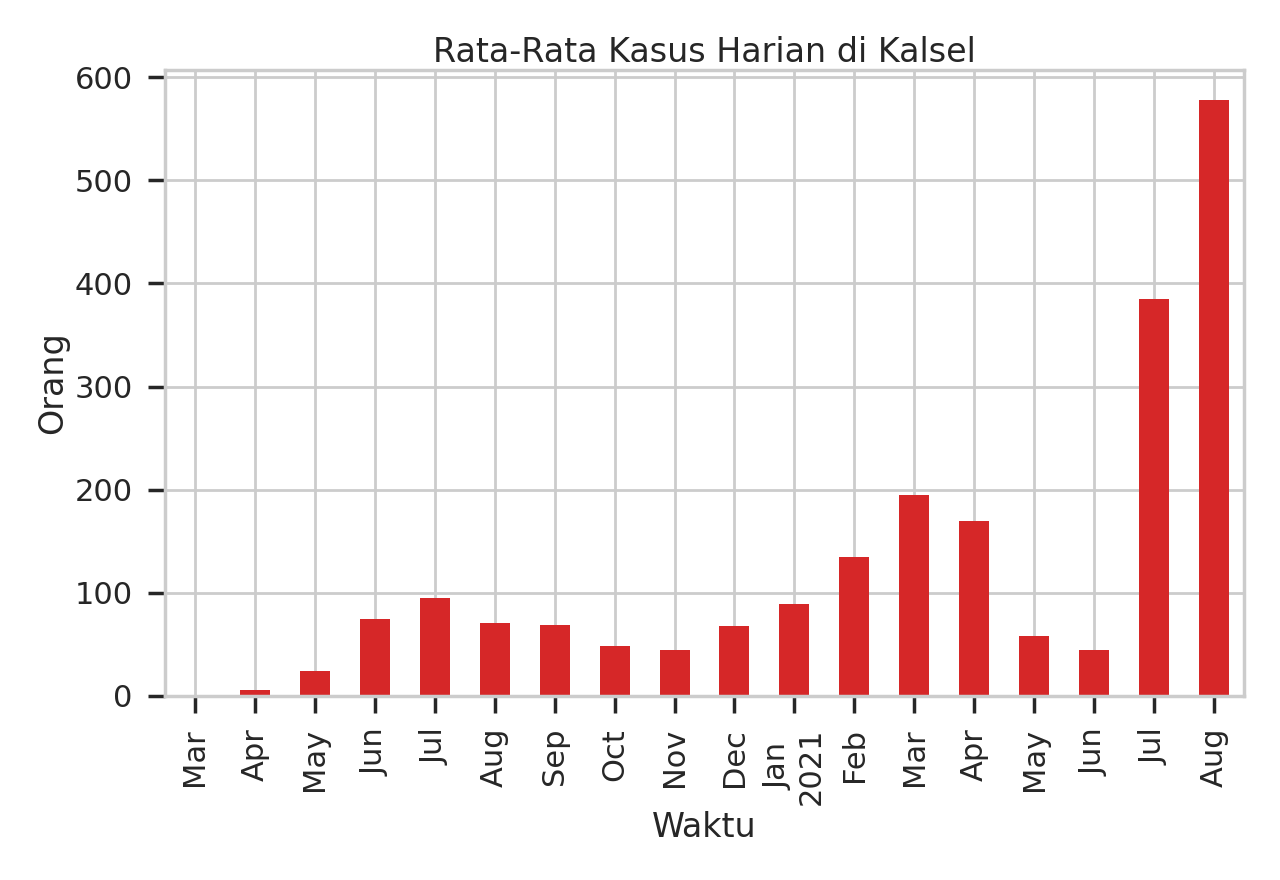 Rata-Rata Kasus Harian di Kalsel
600
500
400
300
200
100
0
Orang
Mar
Apr
May
Jun
Jul
Aug
Sep
Oct
Nov
Dec
Jan
2021
Feb
Mar
Apr
May
Jun
Jul
Aug
Waktu